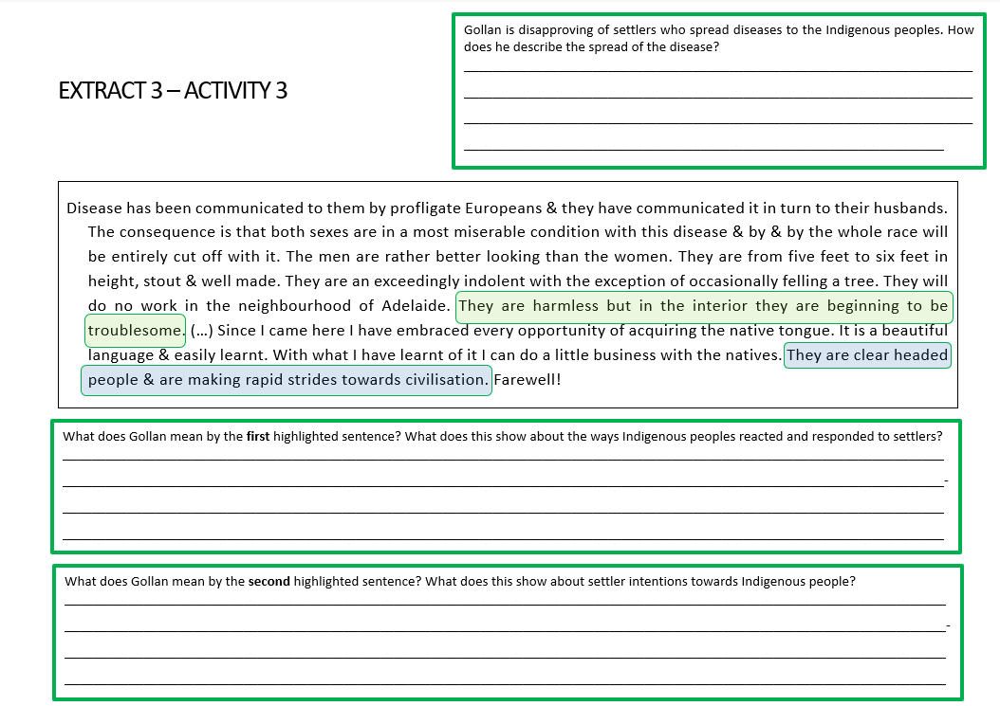 Gollan is disapproving of settlers who spread diseases to the Indigenous peoples. How
does he describe the spread of the disease?
EXTRACT 3 – ACTIVITY 3
Disease has been communicated to them by profligate Europeans & they have communicated it in turn to their husbands.
The consequence is that both sexes are in a most miserable condition with this disease & by & by the whole race will
be entirely cut off with it. The men are rather better looking than the women. They are from five feet to six feet in
height, stout & well made. They are an exceedingly indolent with the exception of occasionally felling a tree. They will
do no work in the neighbourhood of Adelaide. They are harmless but in the interior they are beginning to be
troublesome. (…) Since I came here I have embraced every opportunity of acquiring the native tongue. It is a beautiful
language & easily learnt. With what I have learnt of it I can do a little business with the natives. They are clear headed
people & are making rapid strides towards civilisation. Farewell!
What does Gollan mean by the first highlighted sentence? What does this show about the ways Indigenous peoples reacted and responded to settlers?
What does Gollan mean by the second highlighted sentence? What does this show about settler intentions towards Indigenous people?